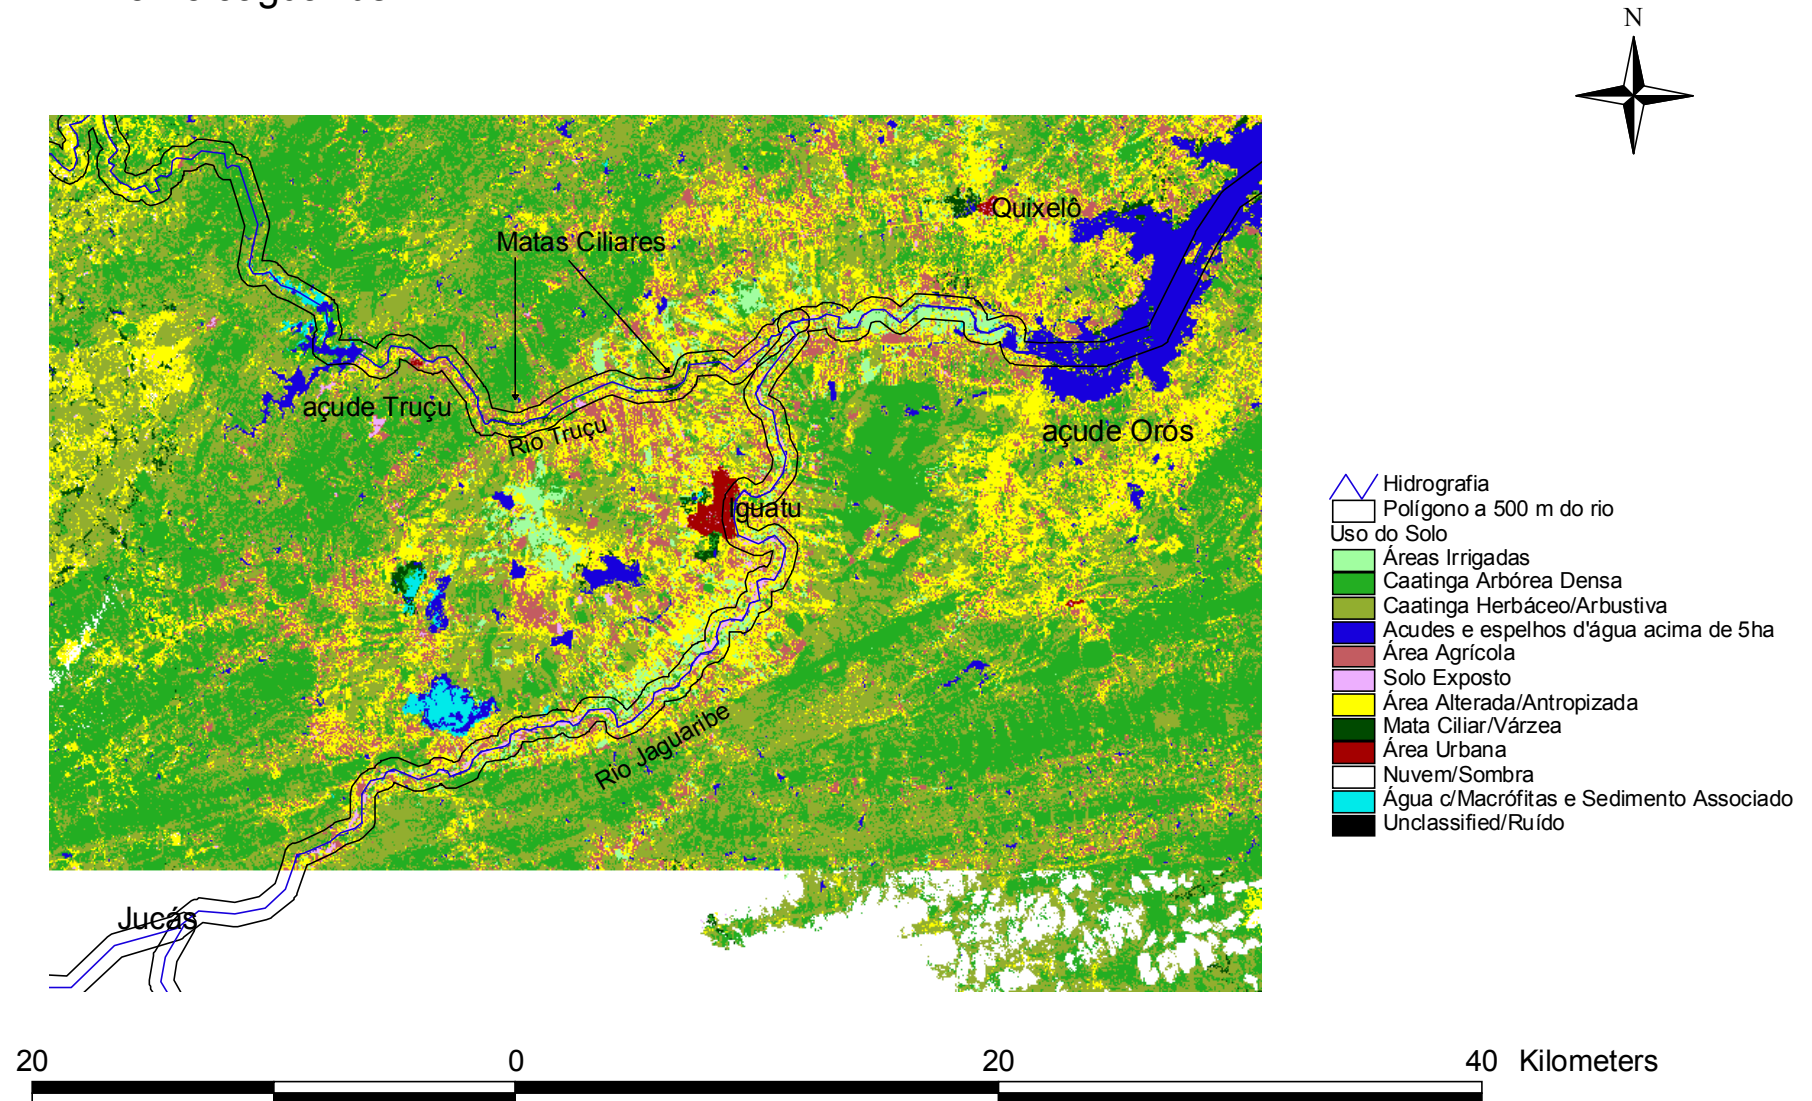 N
Quixelô
Matas Ciliares
açude Truçu
Rio Truçu
açude Orós
Iguatu
Rio Jaguaribe
Jucás
Hidrografia
Polígono a 500 m do rio
Uso do Solo
Áreas Irrigadas
Caatinga Arbórea Densa
Caatinga Herbáceo/Arbustiva
Acudes e espelhos d'água acima de 5ha
Área Agrícola
Solo Exposto
Área Alterada/Antropizada
Mata Ciliar/Várzea
Área Urbana
Nuvem/Sombra
Água c/Macrófitas e Sedimento Associado
Unclassified/Ruído
20 0 20 40 Kilometers